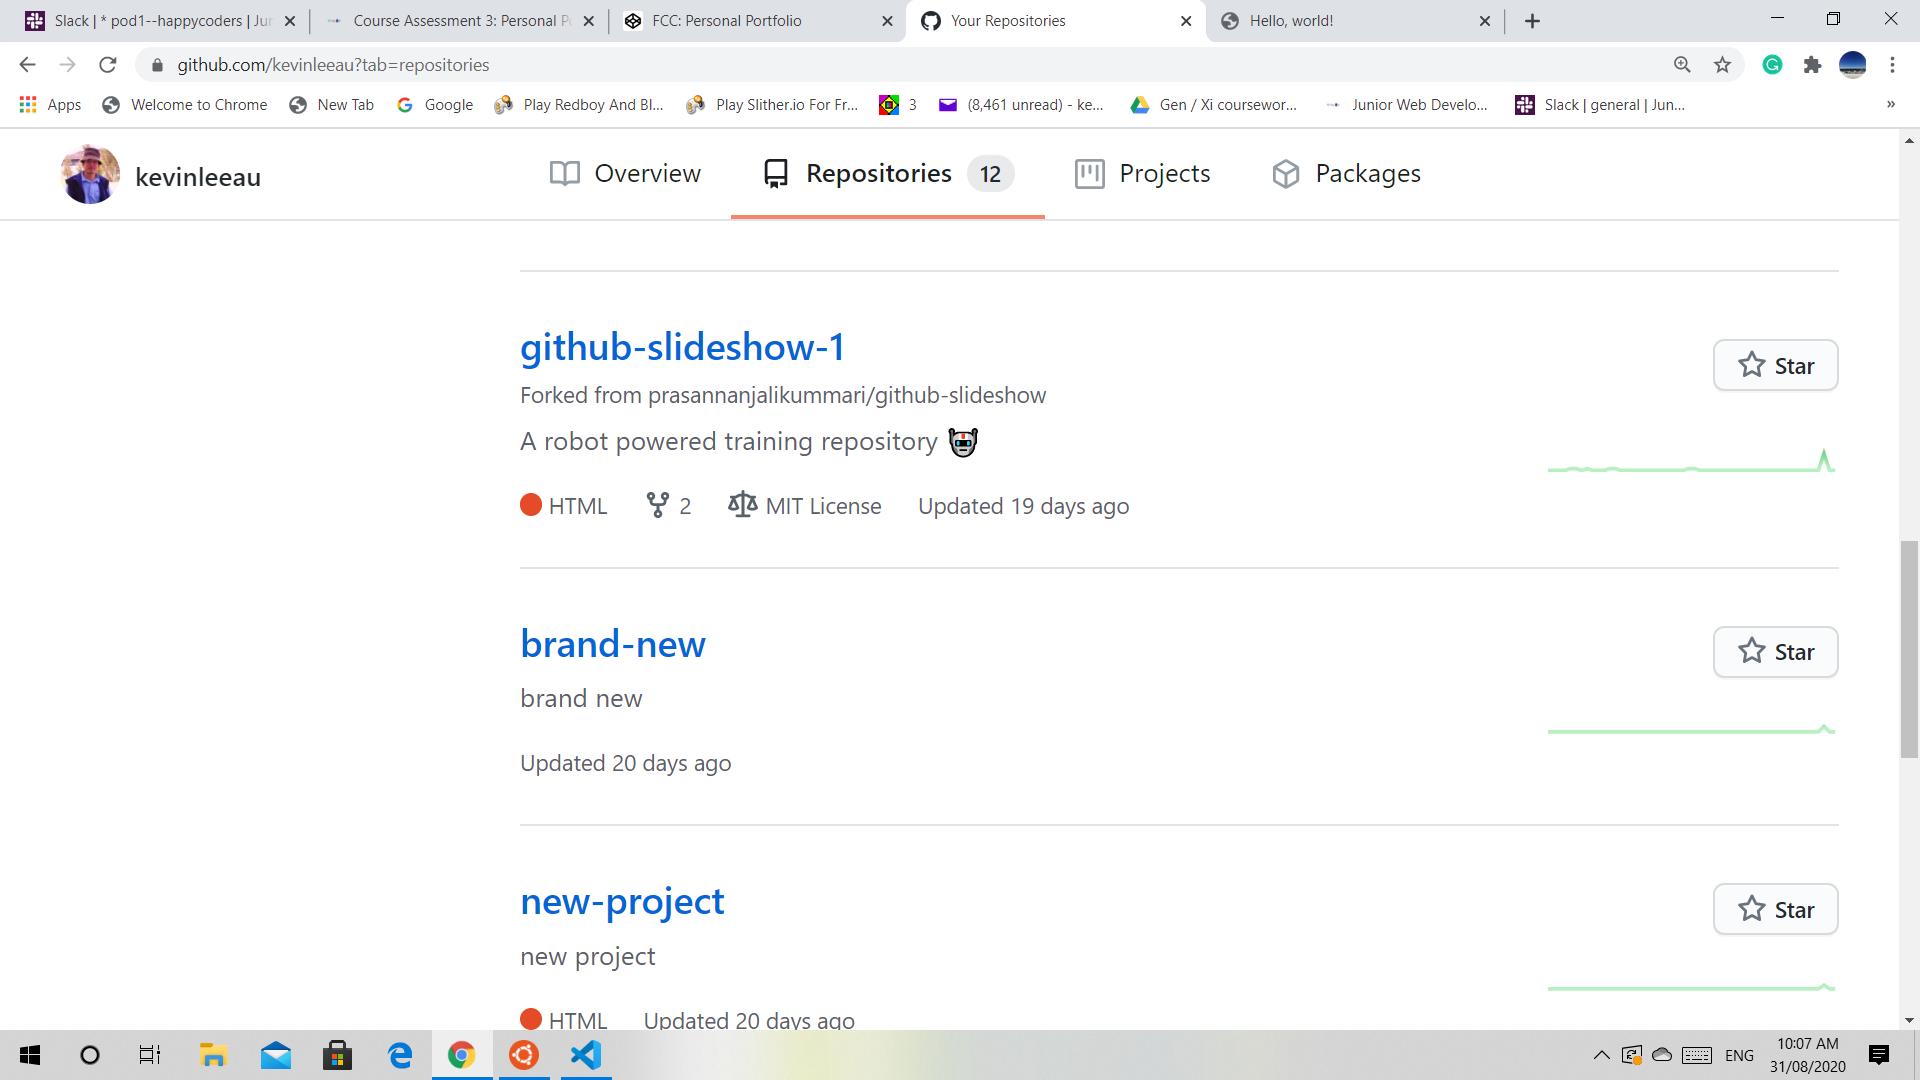 Slack | * pod1--happycoders | Ju
Course Assessment 3: Personal P
FCC: Personal Portfolio
Your Repositories
Hello, world!
github.com/kevinleeau?tab=repositories
Apps
Welcome to Chrome
New Tab
Google
Play Redboy And Bl...
Play Slither.io For Fr...
3
(8,461 unread) - ke...
Gen / Xi coursewor...
Junior Web Develo...
Slack | general | Jun...
»
kevinleeau
Overview
Repositories 12
Projects
Packages
github-slideshow-1
Star
Forked from prasannanjalikummari/github-slideshow
A robot powered training repository
HTML 2 MIT License Updated 19 days ago
brand-new
Star
brand new
Updated 20 days ago
new-project
Star
new project
HTML Updated 20 days ago
ENG
10:07 AM
31/08/2020